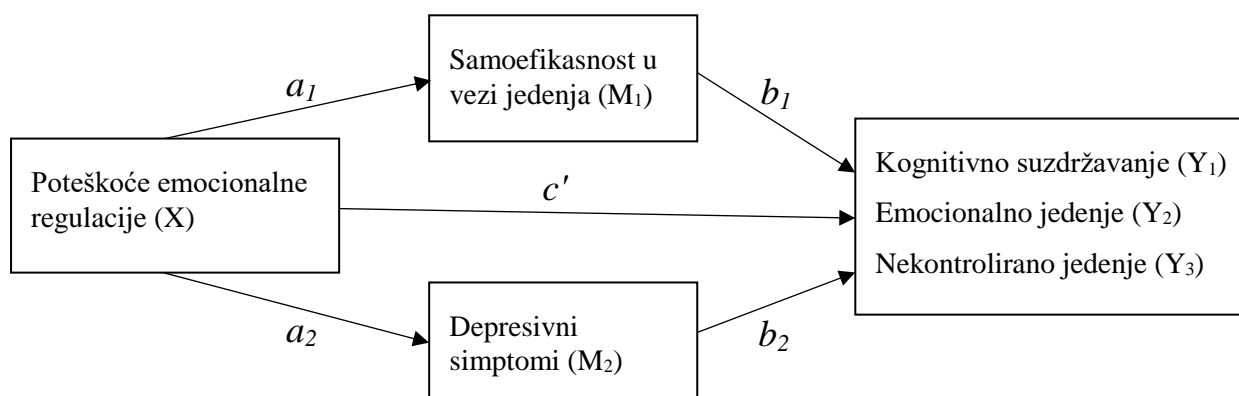 Samoefikasnost u
vezi jedenja (M₁)
a₁
b₁
Poteškoće emocionalne
regulacije (X)
c'
Kognitivno suzdržavanje (Y₁)
Emocionalno jedenje (Y₂)
Nekontrolirano jedenje (Y₃)
a₂
Depresivni
simptomi (M₂)
b₂